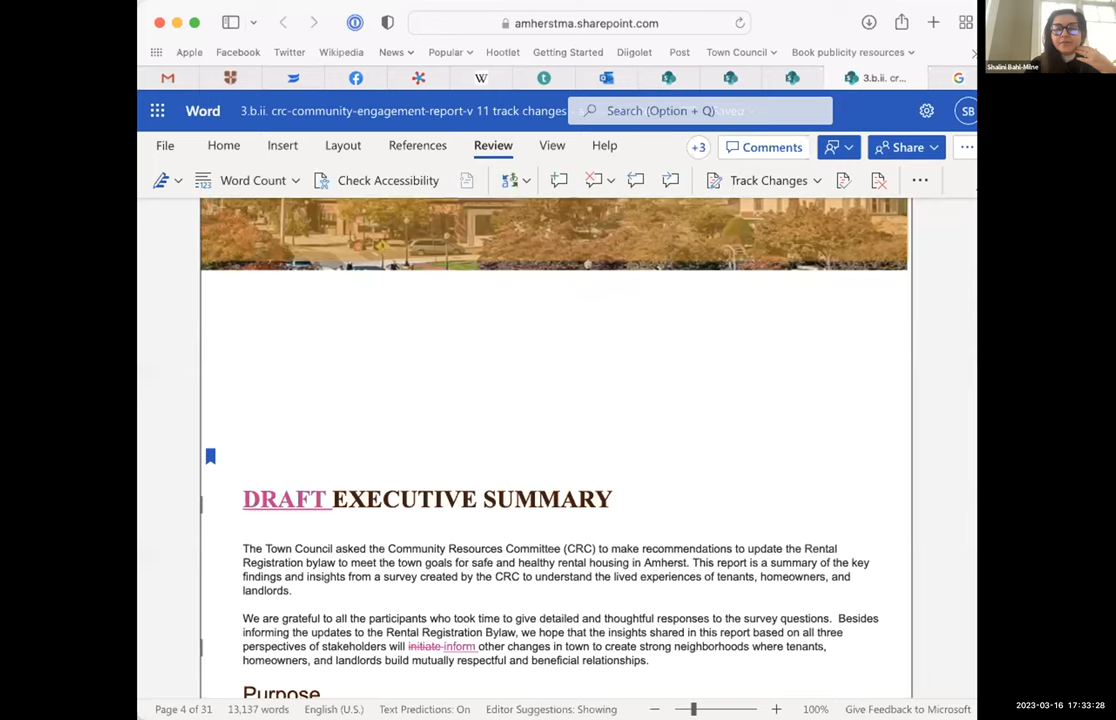 amherstma.sharepoint.com
Apple Facebook Twitter Wikipedia News Popular Hootlet Getting Started Diigolet Post Town Council Book publicity resources
3.b.ii. cr...
Word 3.b.ii. crc-community-engagement-report-v 11 track changes Search (Option + Q) SB
File Home Insert Layout References Review View Help +3 Comments Share
Word Count Check Accessibility Track Changes
DRAFT EXECUTIVE SUMMARY
The Town Council asked the Community Resources Committee (CRC) to make recommendations to update the Rental
Registration bylaw to meet the town goals for safe and healthy rental housing in Amherst. This report is a summary of the key
findings and insights from a survey created by the CRC to understand the lived experiences of tenants, homeowners, and
landlords.
We are grateful to all the participants who took time to give detailed and thoughtful responses to the survey questions. Besides
informing the updates to the Rental Registration Bylaw, we hope that the insights shared in this report based on all three
perspectives of stakeholders will initiate inform other changes in town to create strong neighborhoods where tenants,
homeowners, and landlords build mutually respectful and beneficial relationships.
Purpose
Page 4 of 31 13,137 words English (U.S.) Text Predictions: On Editor Suggestions: Showing 100% Give Feedback to Microsoft
Shalini Bahl-Milne
2023-03-16 17:33:28